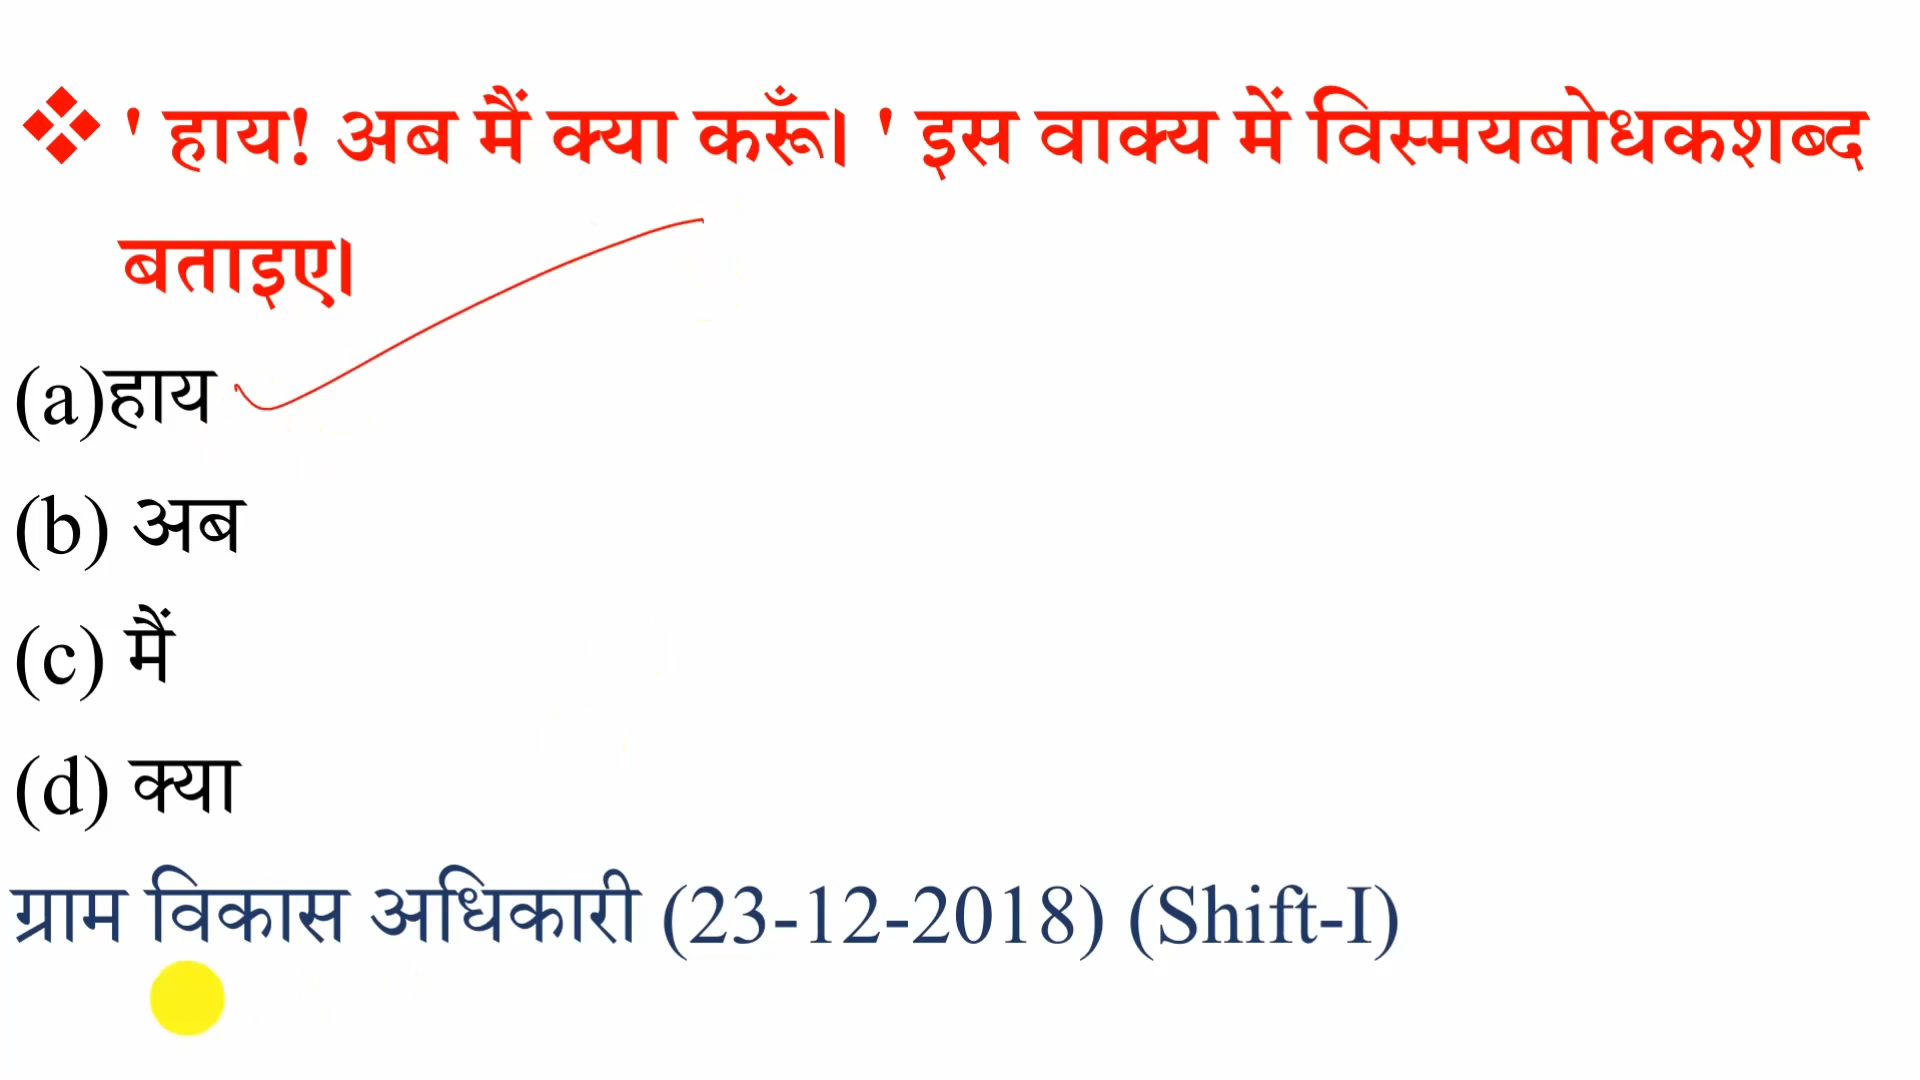 ❖ ' हाय! अब मैं क्या करूँ। ' इस वाक्य में विस्मयबोधकशब्द
बताइए।
(a)हाय
(b) अब
(c) मैं
(d) क्या
ग्राम विकास अधिकारी (23-12-2018) (Shift-I)